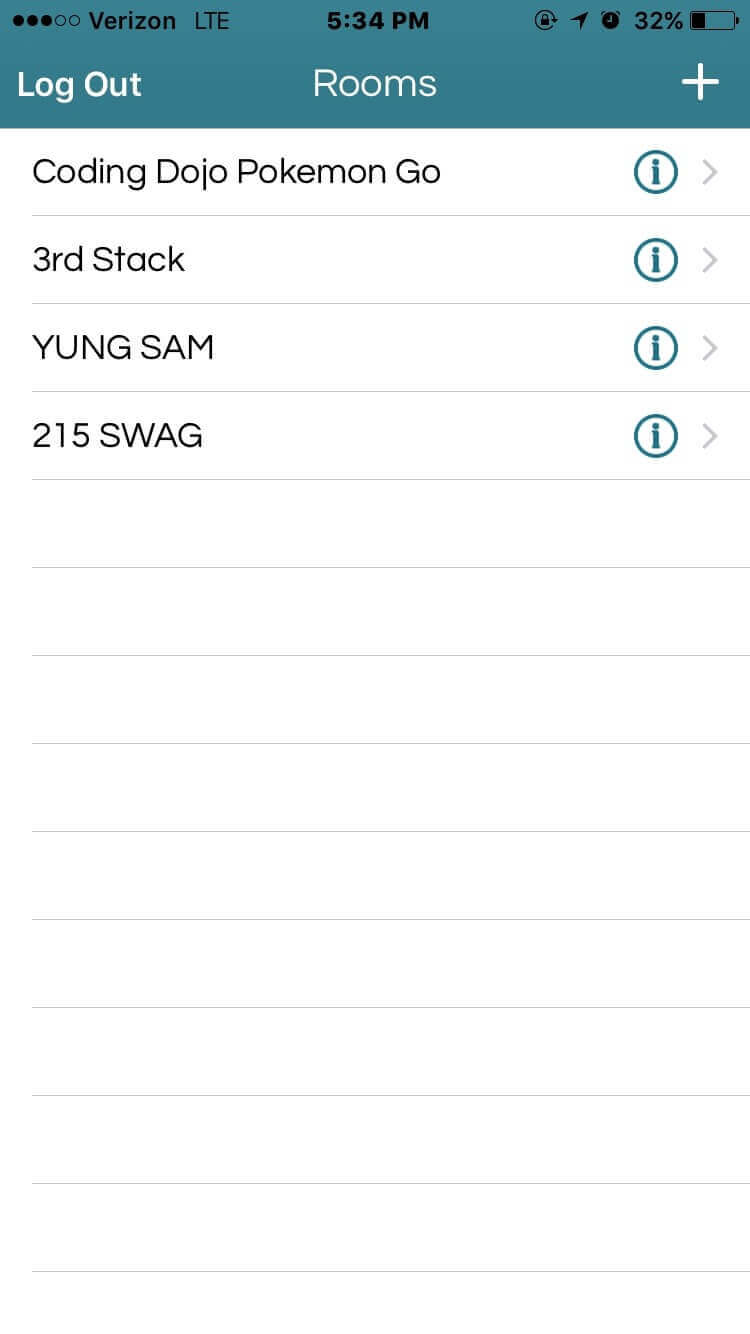 Verizon LTE 5:34 PM 32%
Log Out Rooms +
Coding Dojo Pokemon Go
3rd Stack
YUNG SAM
215 SWAG